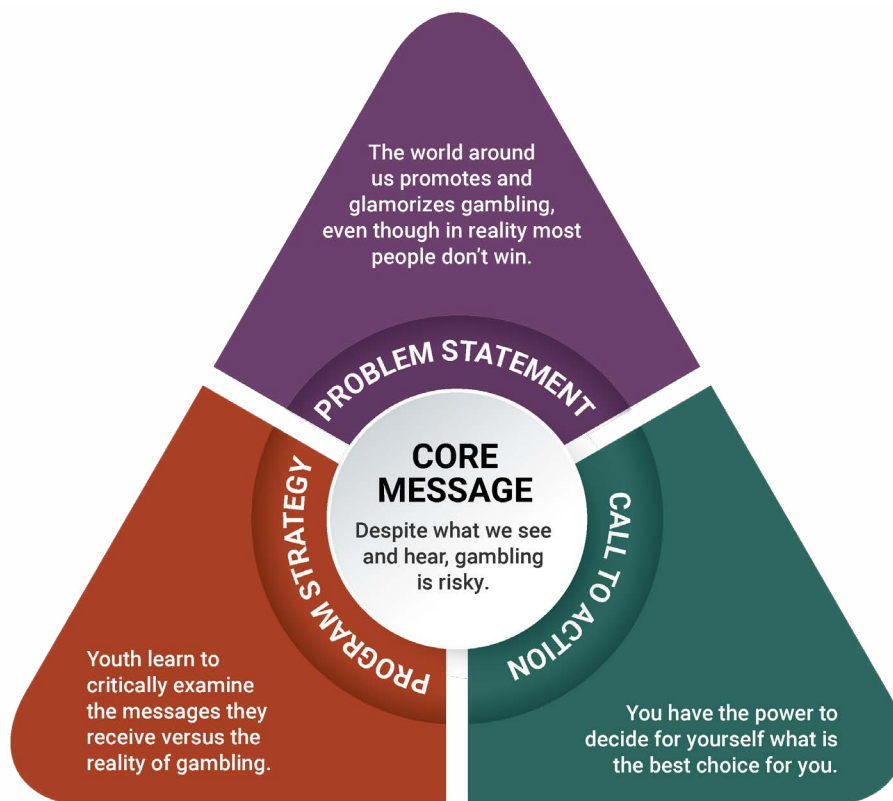 The world around
us promotes and
glamorizes gambling,
even though in reality most
people don’t win.
PROBLEM STATEMENT
CORE
MESSAGE
Despite what we see
and hear, gambling
is risky.
PROGRAM STRATEGY
Youth learn to
critically examine
the messages they
receive versus the
reality of gambling.
CALL TO ACTION
You have the power to
decide for yourself what is
the best choice for you.